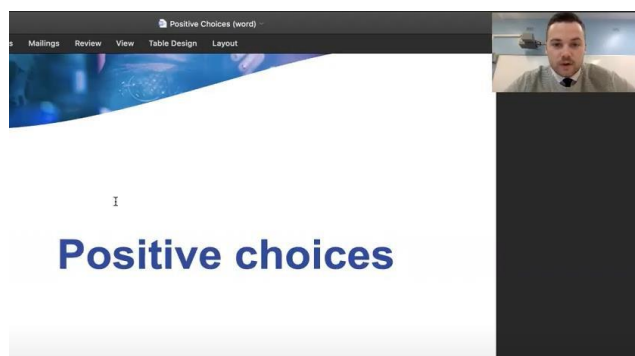 Positive Choices (word)
Mailings Review View Table Design Layout
Positive choices